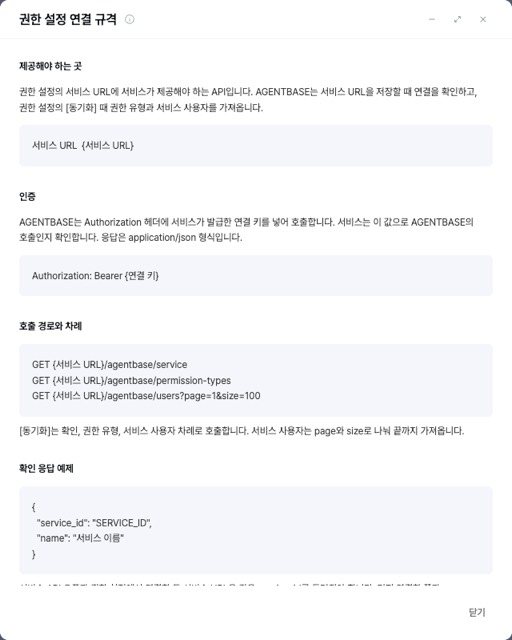 권한 설정 연결 규격
제공해야 하는 곳
권한 설정의 서비스 URL에 서비스가 제공해야 하는 API입니다. AGENTBASE는 서비스 URL을 저장할 때 연결을 확인하고,
권한 설정의 [동기화] 때 권한 유형과 서비스 사용자를 가져옵니다.
서비스 URL {서비스 URL}
인증
AGENTBASE는 Authorization 헤더에 서비스가 발급한 연결 키를 넣어 호출합니다. 서비스는 이 값으로 AGENTBASE의
호출인지 확인합니다. 응답은 application/json 형식입니다.
Authorization: Bearer {연결 키}
호출 경로와 차례
GET {서비스 URL}/agentbase/service
GET {서비스 URL}/agentbase/permission-types
GET {서비스 URL}/agentbase/users?page=1&size=100
[동기화]는 확인, 권한 유형, 서비스 사용자 차례로 호출합니다. 서비스 사용자는 page와 size로 나눠 끝까지 가져옵니다.
확인 응답 예제
{
"service_id": "SERVICE_ID",
"name": "서비스 이름"
}
닫기